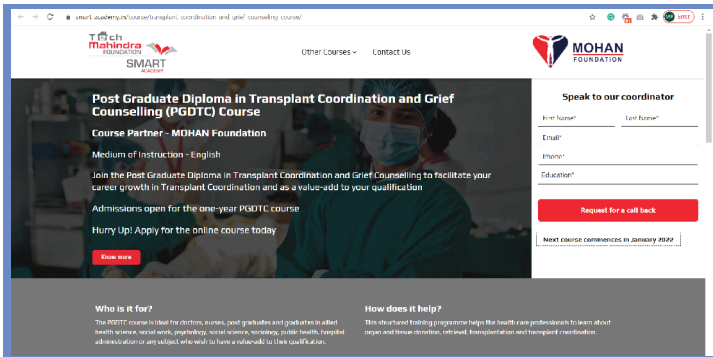 smart-academy.in/course/transplant-coordination-and-grief-counseling-course/
Error
Tech
Mahindra
FOUNDATION
SMART
ACADEMY
Other Courses
Contact Us
MOHAN
FOUNDATION
Post Graduate Diploma in Transplant Coordination and Grief
Counselling (PGDTC) Course
Course Partner - MOHAN Foundation
Medium of Instruction - English
Join the Post Graduate Diploma in Transplant Coordination and Grief Counselling to facilitate your
career growth in Transplant Coordination and as a value-add to your qualification
Admissions open for the one-year PGDTC course
Hurry Up! Apply for the online course today
Know more
Speak to our coordinator
First Name*
Last Name*
Email*
Phone*
Education*
Request for a call back
Next course commences in January 2022
Who is it for?
The PGDTC course is ideal for doctors, nurses, post graduates and graduates in allied
health science, social work, psychology, social science, sociology, public health, hospital
administration or any subject who wish to have a value-add to their qualification.
How does it help?
This structured training programme helps the health care professionals to learn about
organ and tissue donation, retrieval, transplantation and transplant coordination.